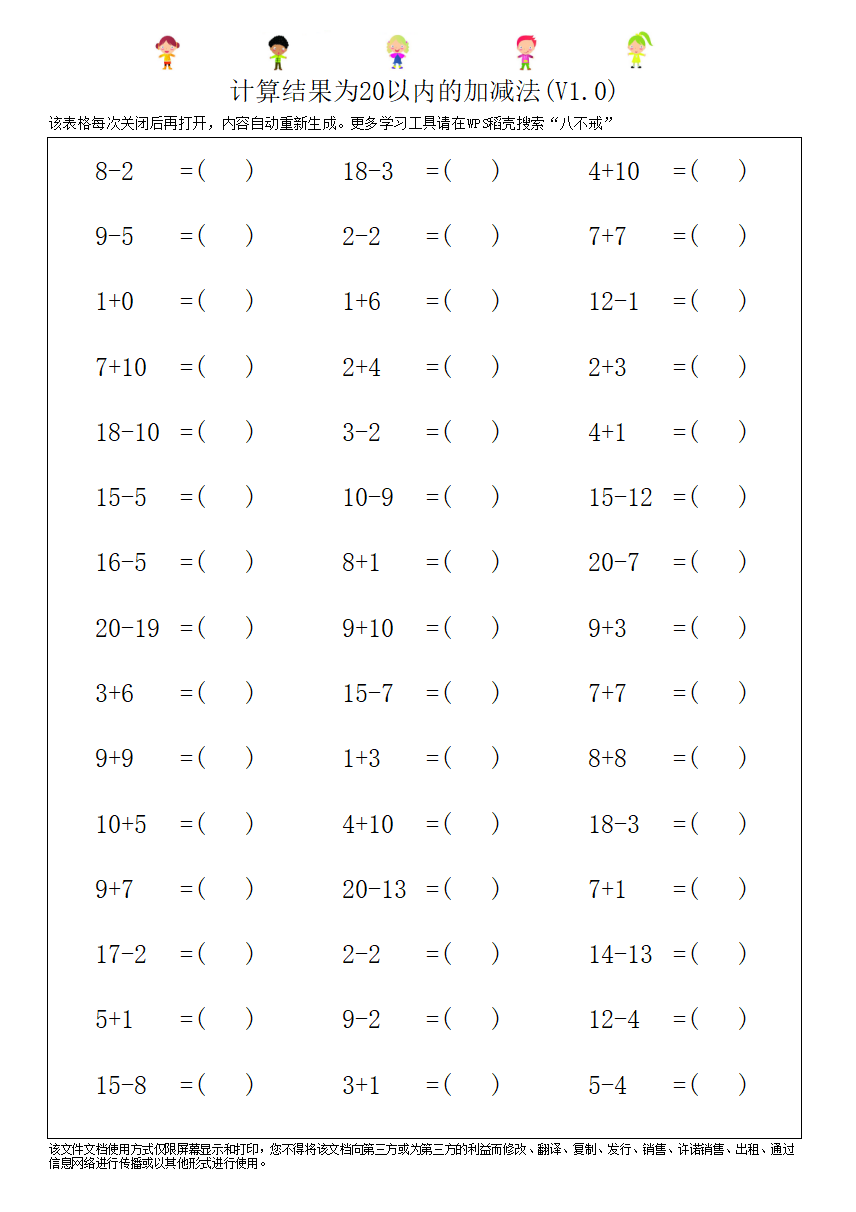 计算结果为20以内的加减法(V1.0)
该表格每次关闭后再打开，内容自动重新生成。更多学习工具请在WPS稻壳搜索“八不戒”
8-2 =( ) 18-3 =( ) 4+10 =( )
9-5 =( ) 2-2 =( ) 7+7 =( )
1+0 =( ) 1+6 =( ) 12-1 =( )
7+10 =( ) 2+4 =( ) 2+3 =( )
18-10 =( ) 3-2 =( ) 4+1 =( )
15-5 =( ) 10-9 =( ) 15-12 =( )
16-5 =( ) 8+1 =( ) 20-7 =( )
20-19 =( ) 9+10 =( ) 9+3 =( )
3+6 =( ) 15-7 =( ) 7+7 =( )
9+9 =( ) 1+3 =( ) 8+8 =( )
10+5 =( ) 4+10 =( ) 18-3 =( )
9+7 =( ) 20-13 =( ) 7+1 =( )
17-2 =( ) 2-2 =( ) 14-13 =( )
5+1 =( ) 9-2 =( ) 12-4 =( )
15-8 =( ) 3+1 =( ) 5-4 =( )
该文件文档使用方式仅限屏幕显示和打印，您不得将该文档向第三方或为第三方的利益而修改、翻译、复制、发行、销售、许诺销售、出租、通过
信息网络进行传播或以其他形式进行使用。